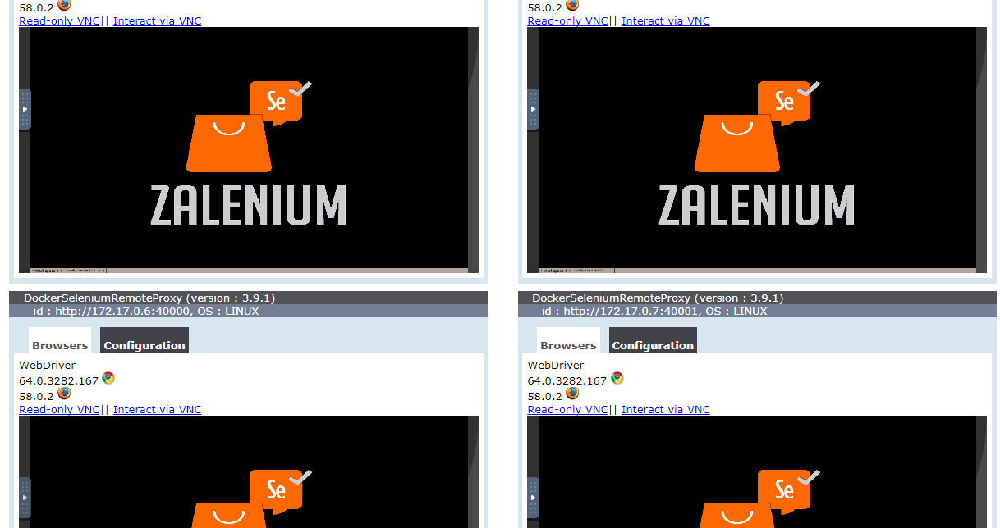 58.0.2
Read-only VNC|| Interact via VNC
Se
ZALENIUM
58.0.2
Read-only VNC|| Interact via VNC
Se
ZALENIUM
DockerSeleniumRemoteProxy (version : 3.9.1)
id : http://172.17.0.6:40000, OS : LINUX
Browsers Configuration
WebDriver
64.0.3282.167
58.0.2
Read-only VNC|| Interact via VNC
Se
DockerSeleniumRemoteProxy (version : 3.9.1)
id : http://172.17.0.7:40001, OS : LINUX
Browsers Configuration
WebDriver
64.0.3282.167
58.0.2
Read-only VNC|| Interact via VNC
Se